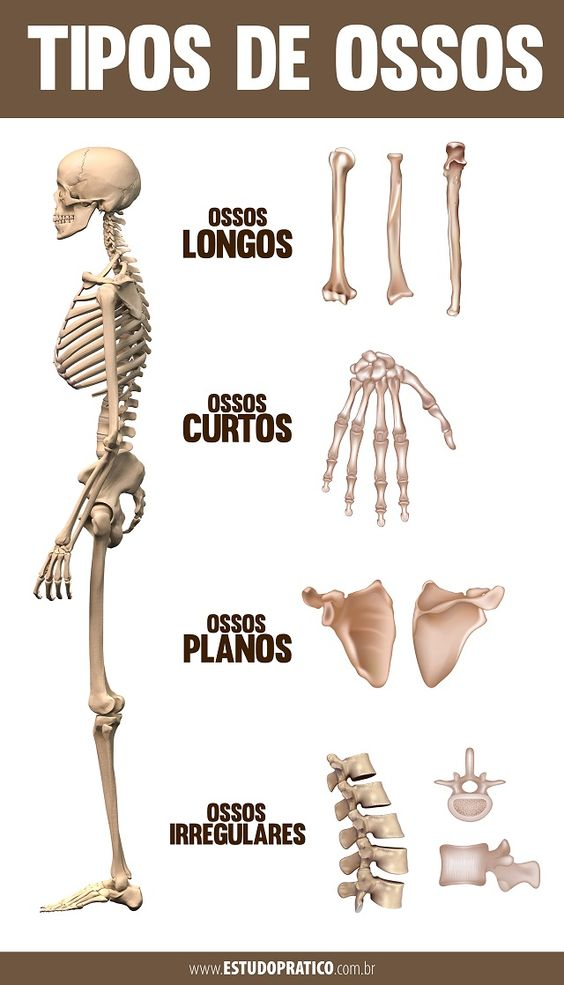 TIPOS DE OSSOS
OSSOS
LONGOS
OSSOS
CURTOS
OSSOS
PLANOS
OSSOS
IRREGULARES
www.ESTUDOPRATICO.com.br